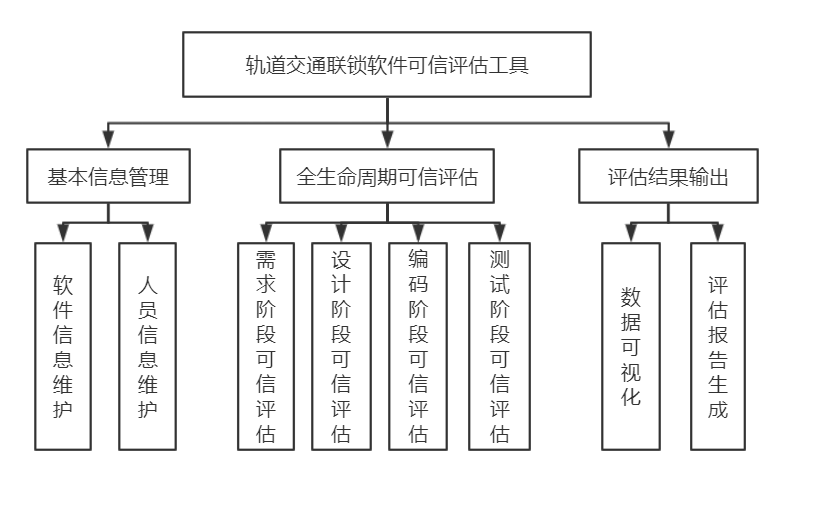 轨道交通联锁软件可信评估工具
基本信息管理
全生命周期可信评估
评估结果输出
软件信息维护
人员信息维护
需求阶段可信评估
设计阶段可信评估
编码阶段可信评估
测试阶段可信评估
数据可视化
评估报告生成